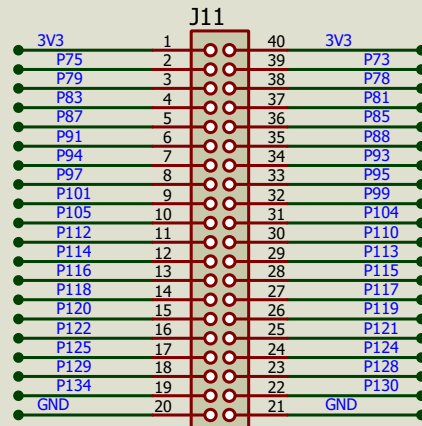 J11
3V3 1 40 3V3
P75 2 39 P73
P79 3 38 P78
P83 4 37 P81
P87 5 36 P85
P91 6 35 P88
P94 7 34 P93
P97 8 33 P95
P101 9 32 P99
P105 10 31 P104
P112 11 30 P110
P114 12 29 P113
P116 13 28 P115
P118 14 27 P117
P120 15 26 P119
P122 16 25 P121
P125 17 24 P124
P129 18 23 P128
P134 19 22 P130
GND 20 21 GND